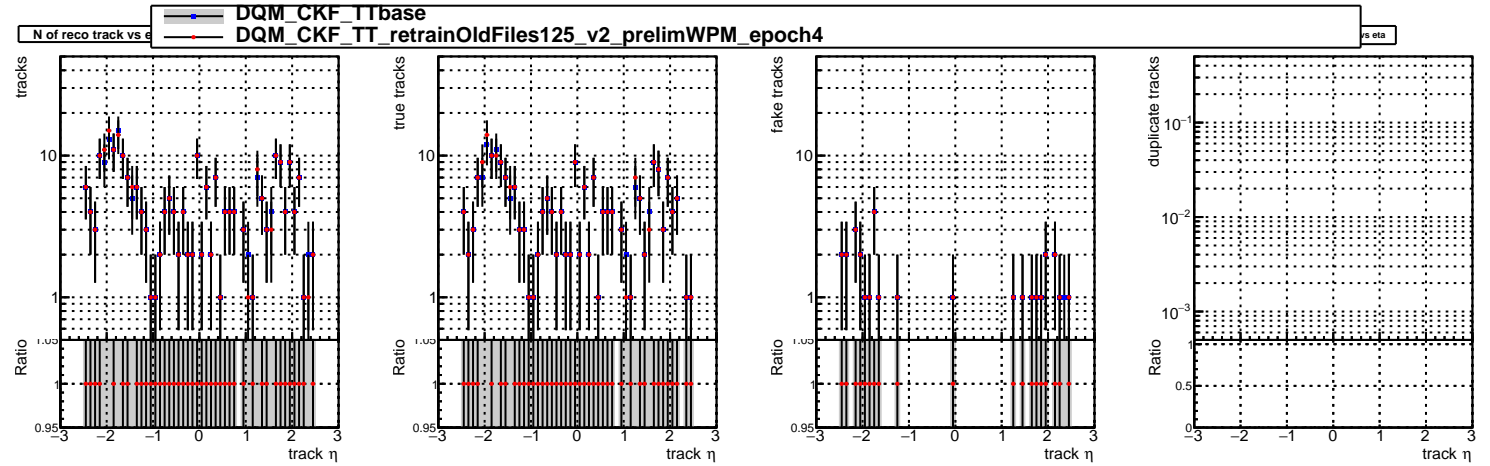 DQM_CKF_TTbase
DQM_CKF_TT_retrainOldFiles125_v2_prelimWPM_epoch4
N of reco track vs e
vs eta
tracks
10
1
Ratio
1.05
1
0.95
−3 −2 −1 0 1 2 3
track η
true tracks
10
1
Ratio
1.05
1
0.95
−3 −2 −1 0 1 2 3
track η
fake tracks
10
1
Ratio
1.05
1
0.95
−3 −2 −1 0 1 2 3
track η
duplicate tracks
10−1
10−2
10−3
Ratio
1
0.5
0
−3 −2 −1 0 1 2 3
track η